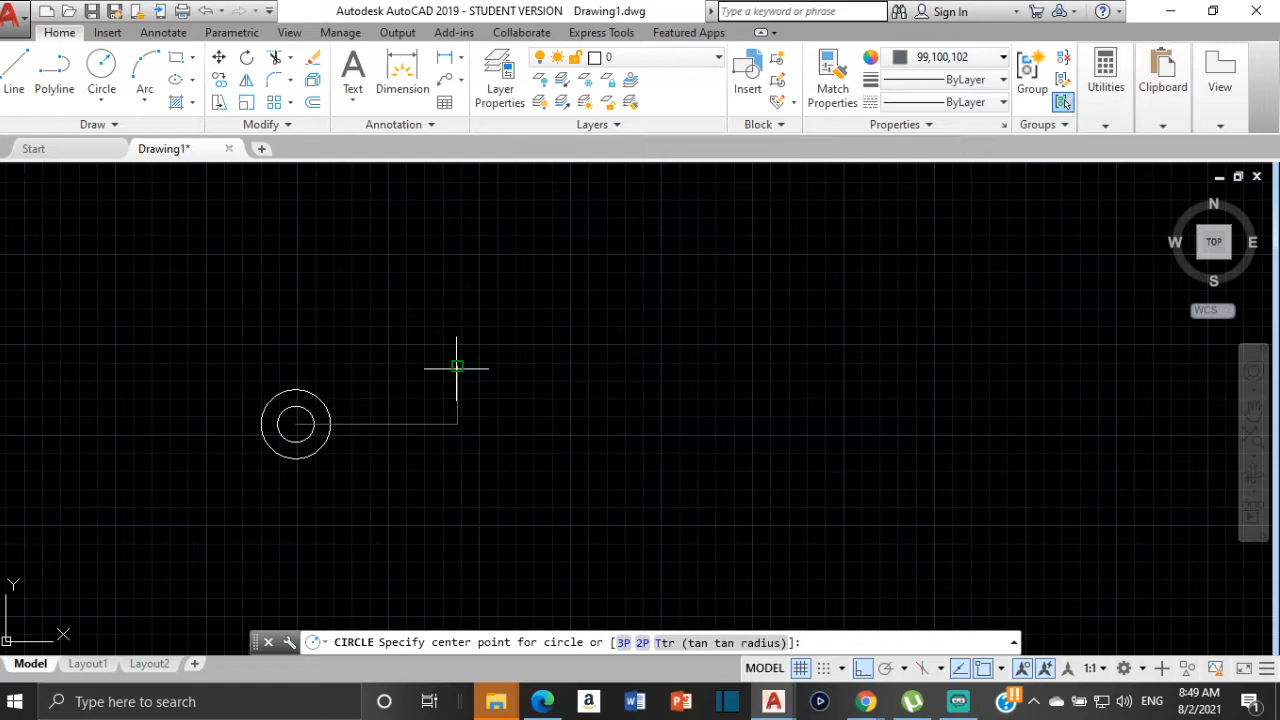 Autodesk AutoCAD 2019 - STUDENT VERSION Drawing1.dwg
Type a keyword or phrase
Sign In
Home Insert Annotate Parametric View Manage Output Add-ins Collaborate Express Tools Featured Apps
Line Polyline Circle Arc
Text Dimension
Layer Properties
0
Insert
Match Properties
99,100,102
ByLayer
ByLayer
Group
Utilities
Clipboard
View
Draw Modify Annotation Layers Block Properties Groups
Start Drawing1*
N
W TOP E
S
WCS
Y
X
CIRCLE Specify center point for circle or [3P 2P Ttr (tan tan radius)]:
Model Layout1 Layout2
MODEL 1:1
Type here to search
ENG
8:49 AM
8/2/2021